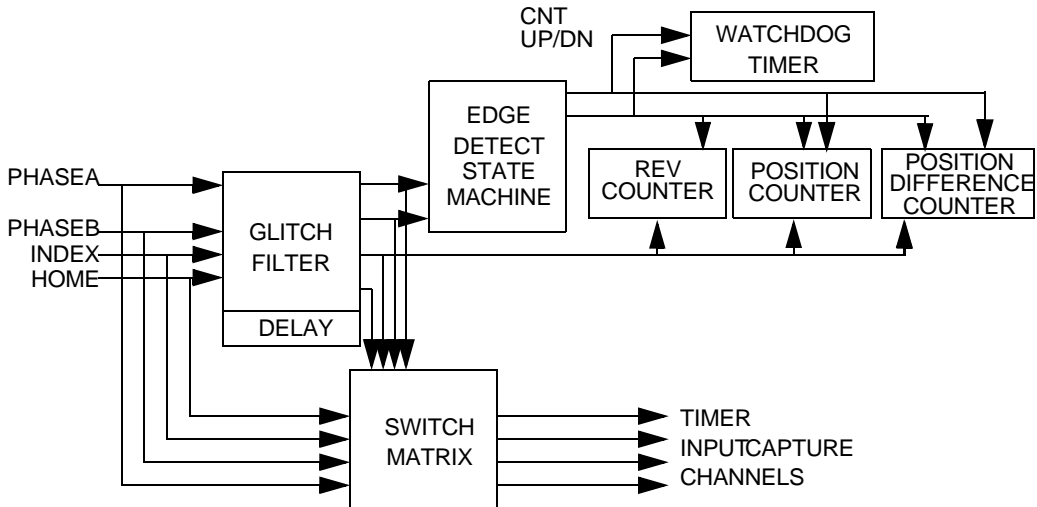 CNT
UP/DN
WATCHDOG
TIMER
EDGE
DETECT
STATE
MACHINE
REV
COUNTER
POSITION
COUNTER
POSITION
DIFFERENCE
COUNTER
PHASEA
PHASEB
INDEX
HOME
GLITCH
FILTER
DELAY
SWITCH
MATRIX
TIMER
INPUTCAPTURE
CHANNELS